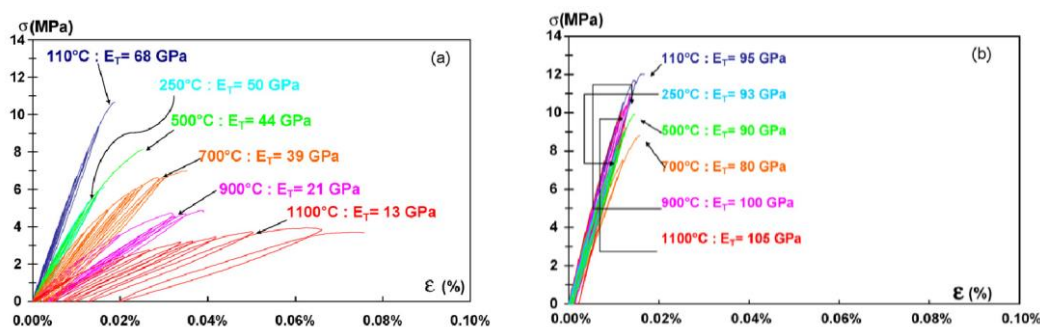 σ(MPa)
14
12
10
8
6
4
2
0
0.00% 0.02% 0.04% 0.06% 0.08% 0.10%
ε (%)
(a)
110°C : E_T= 68 GPa
250°C : E_T= 50 GPa
500°C : E_T= 44 GPa
700°C : E_T= 39 GPa
900°C : E_T= 21 GPa
1100°C : E_T= 13 GPa
σ(MPa)
14
12
10
8
6
4
2
0
0.00% 0.02% 0.04% 0.06% 0.08% 0.10%
ε (%)
(b)
110°C : E_T= 95 GPa
250°C : E_T= 93 GPa
500°C : E_T= 90 GPa
700°C : E_T= 80 GPa
900°C : E_T= 100 GPa
1100°C : E_T= 105 GPa